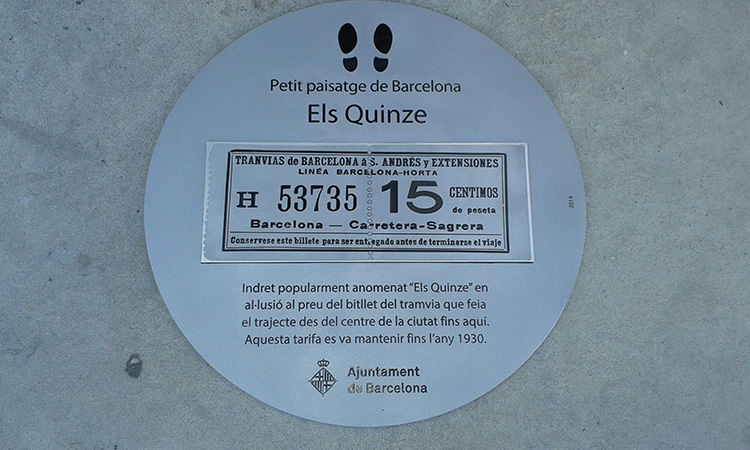 Petit paisatge de Barcelona
Els Quinze
TRANVIAS de BARCELONA á S. ANDRÉS y EXTENSIONES
LINEA BARCELONA-HORTA
H 53735 15 CENTIMOS
de peseta
Barcelona — Carretera-Sagrera
Conservese este billete para ser entregado antes de terminarse el viaje
2014
Indret popularment anomenat "Els Quinze" en
al·lusió al preu del bitllet del tramvia que feia
el trajecte des del centre de la ciutat fins aquí.
Aquesta tarifa es va mantenir fins l'any 1930.
Ajuntament
de Barcelona